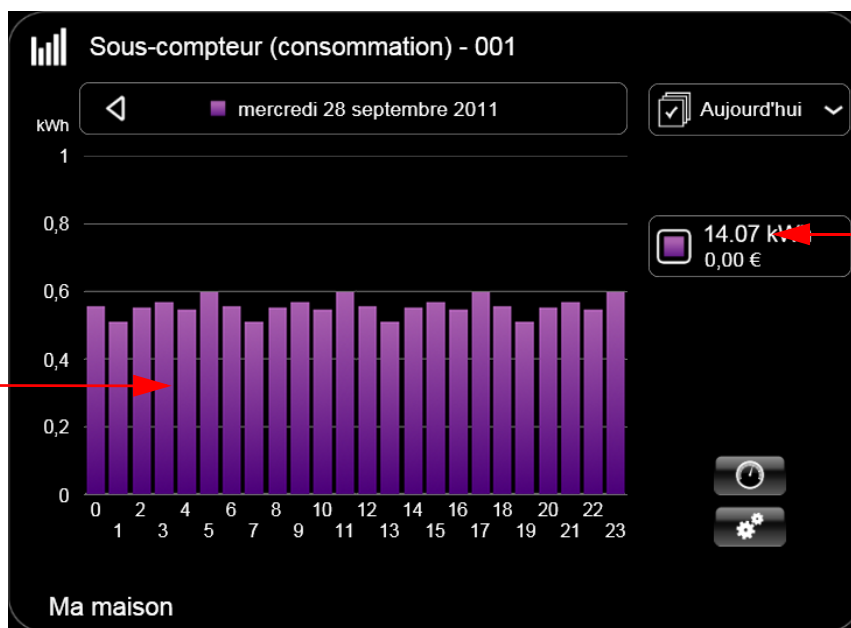 Sous-compteur (consommation) - 001
mercredi 28 septembre 2011
Aujourd'hui
kWh
1
0,8
0,6
0,4
0,2
0
14.07 kWh
0,00 €
0 2 4 6 8 10 12 14 16 18 20 22
1 3 5 7 9 11 13 15 17 19 21 23
Ma maison